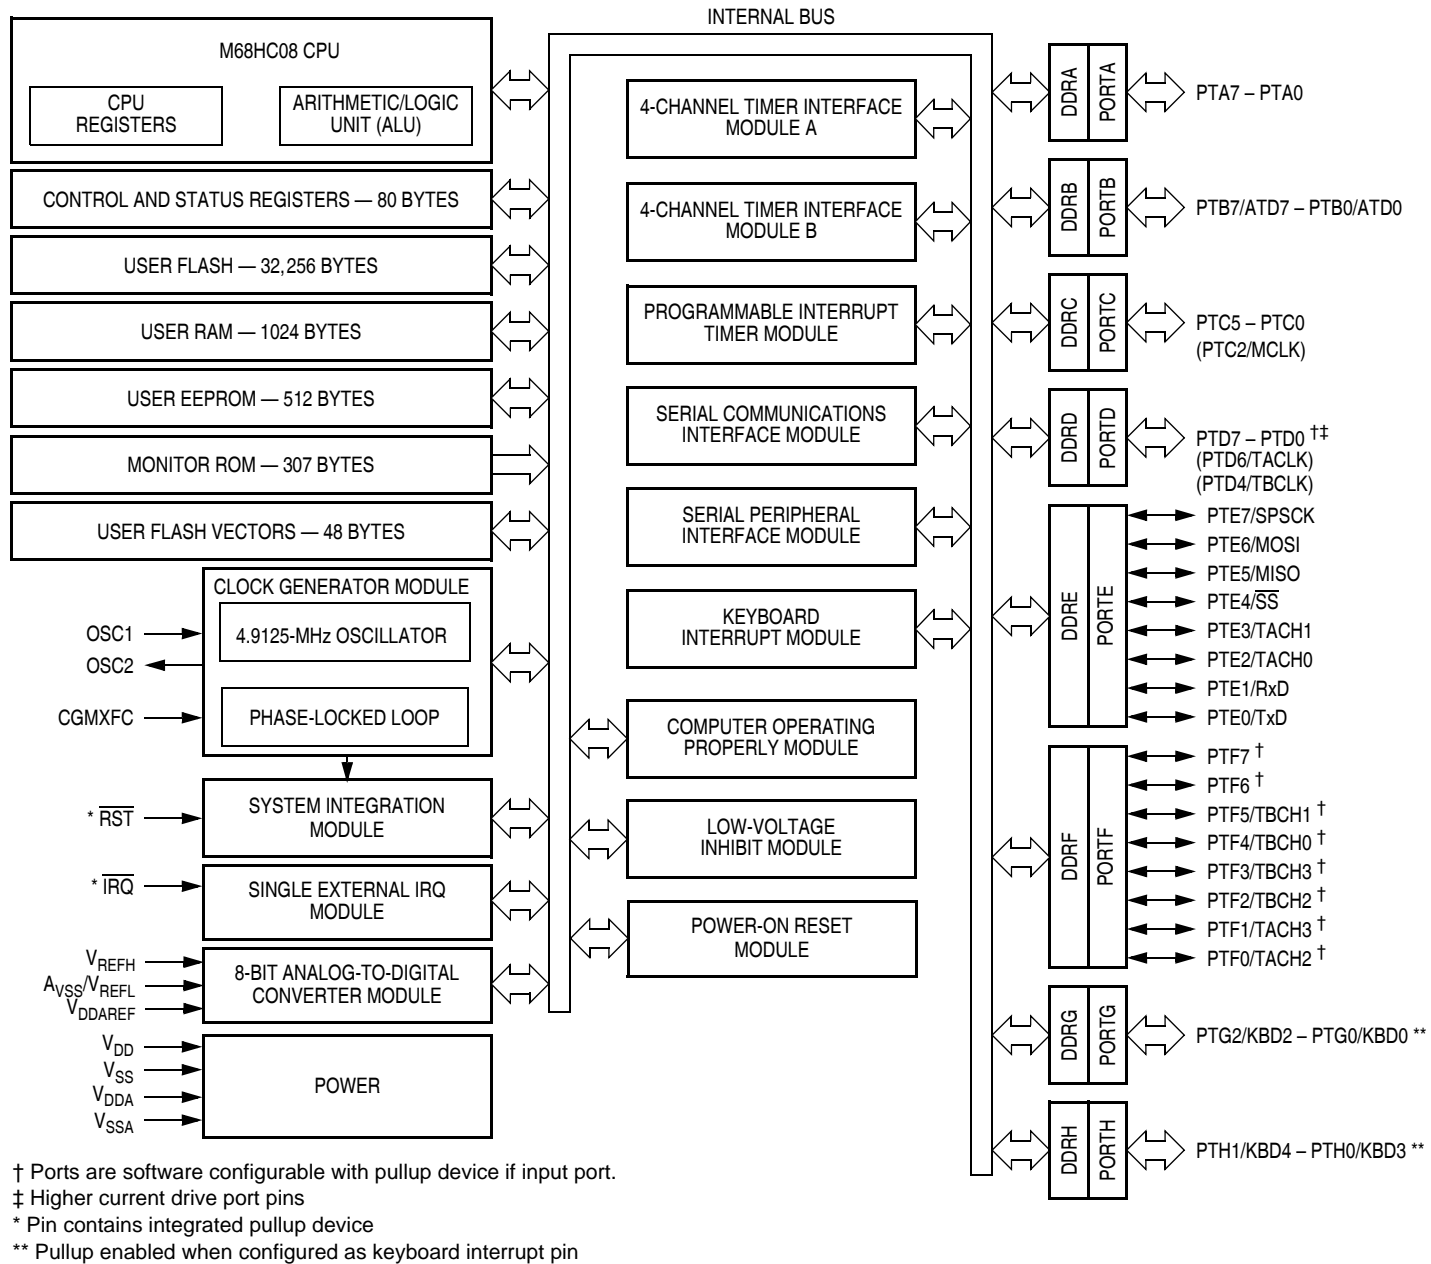 INTERNAL BUS
M68HC08 CPU
CPU
REGISTERS
ARITHMETIC/LOGIC
UNIT (ALU)
CONTROL AND STATUS REGISTERS — 80 BYTES
USER FLASH — 32,256 BYTES
USER RAM — 1024 BYTES
USER EEPROM — 512 BYTES
MONITOR ROM — 307 BYTES
USER FLASH VECTORS — 48 BYTES
CLOCK GENERATOR MODULE
4.9125-MHz OSCILLATOR
PHASE-LOCKED LOOP
OSC1
OSC2
CGMXFC
SYSTEM INTEGRATION
MODULE
* R̅S̅T̅
SINGLE EXTERNAL IRQ
MODULE
* I̅R̅Q̅
8-BIT ANALOG-TO-DIGITAL
CONVERTER MODULE
VREFH
AVSS/VREFL
VDDAREF
POWER
VDD
VSS
VDDA
VSSA
4-CHANNEL TIMER INTERFACE
MODULE A
4-CHANNEL TIMER INTERFACE
MODULE B
PROGRAMMABLE INTERRUPT
TIMER MODULE
SERIAL COMMUNICATIONS
INTERFACE MODULE
SERIAL PERIPHERAL
INTERFACE MODULE
KEYBOARD
INTERRUPT MODULE
COMPUTER OPERATING
PROPERLY MODULE
LOW-VOLTAGE
INHIBIT MODULE
POWER-ON RESET
MODULE
DDRA
PORTA
PTA7 – PTA0
DDRB
PORTB
PTB7/ATD7 – PTB0/ATD0
DDRC
PORTC
PTC5 – PTC0
(PTC2/MCLK)
DDRD
PORTD
PTD7 – PTD0 †‡
(PTD6/TACLK)
(PTD4/TBCLK)
DDRE
PORTE
PTE7/SPSCK
PTE6/MOSI
PTE5/MISO
PTE4/S̅S̅
PTE3/TACH1
PTE2/TACH0
PTE1/RxD
PTE0/TxD
DDRF
PORTF
PTF7 †
PTF6 †
PTF5/TBCH1 †
PTF4/TBCH0 †
PTF3/TBCH3 †
PTF2/TBCH2 †
PTF1/TACH3 †
PTF0/TACH2 †
DDRG
PORTG
PTG2/KBD2 – PTG0/KBD0 **
DDRH
PORTH
PTH1/KBD4 – PTH0/KBD3 **
† Ports are software configurable with pullup device if input port.
‡ Higher current drive port pins
* Pin contains integrated pullup device
** Pullup enabled when configured as keyboard interrupt pin